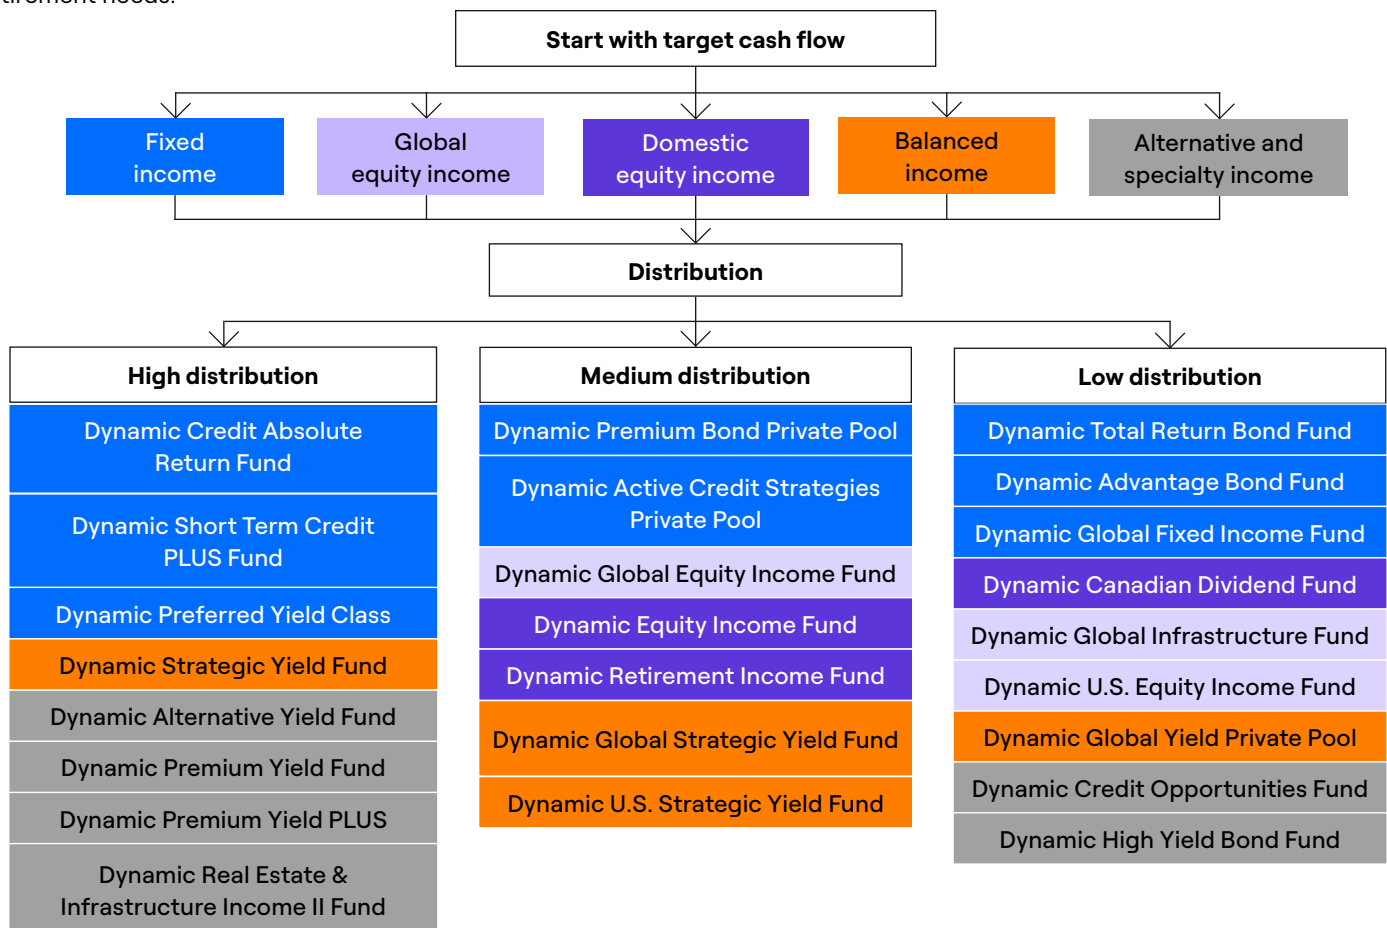 Start with target cash flow
Fixed
income
Global
equity income
Domestic
equity income
Balanced
income
Alternative and
specialty income
Distribution
High distribution
Dynamic Credit Absolute
Return Fund
Dynamic Short Term Credit
PLUS Fund
Dynamic Preferred Yield Class
Dynamic Strategic Yield Fund
Dynamic Alternative Yield Fund
Dynamic Premium Yield Fund
Dynamic Premium Yield PLUS
Dynamic Real Estate &
Infrastructure Income II Fund
Medium distribution
Dynamic Premium Bond Private Pool
Dynamic Active Credit Strategies
Private Pool
Dynamic Global Equity Income Fund
Dynamic Equity Income Fund
Dynamic Retirement Income Fund
Dynamic Global Strategic Yield Fund
Dynamic U.S. Strategic Yield Fund
Low distribution
Dynamic Total Return Bond Fund
Dynamic Advantage Bond Fund
Dynamic Global Fixed Income Fund
Dynamic Canadian Dividend Fund
Dynamic Global Infrastructure Fund
Dynamic U.S. Equity Income Fund
Dynamic Global Yield Private Pool
Dynamic Credit Opportunities Fund
Dynamic High Yield Bond Fund